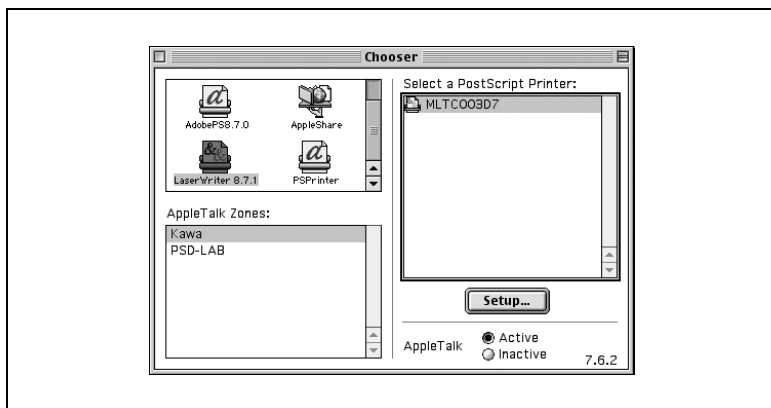 Chooser
AdobePS8.7.0
AppleShare
LaserWriter 8.7.1
PSPrinter
AppleTalk Zones:
Kawa
PSD-LAB
Select a PostScript Printer:
MLTC003D7
Setup...
AppleTalk
Active
Inactive
7.6.2